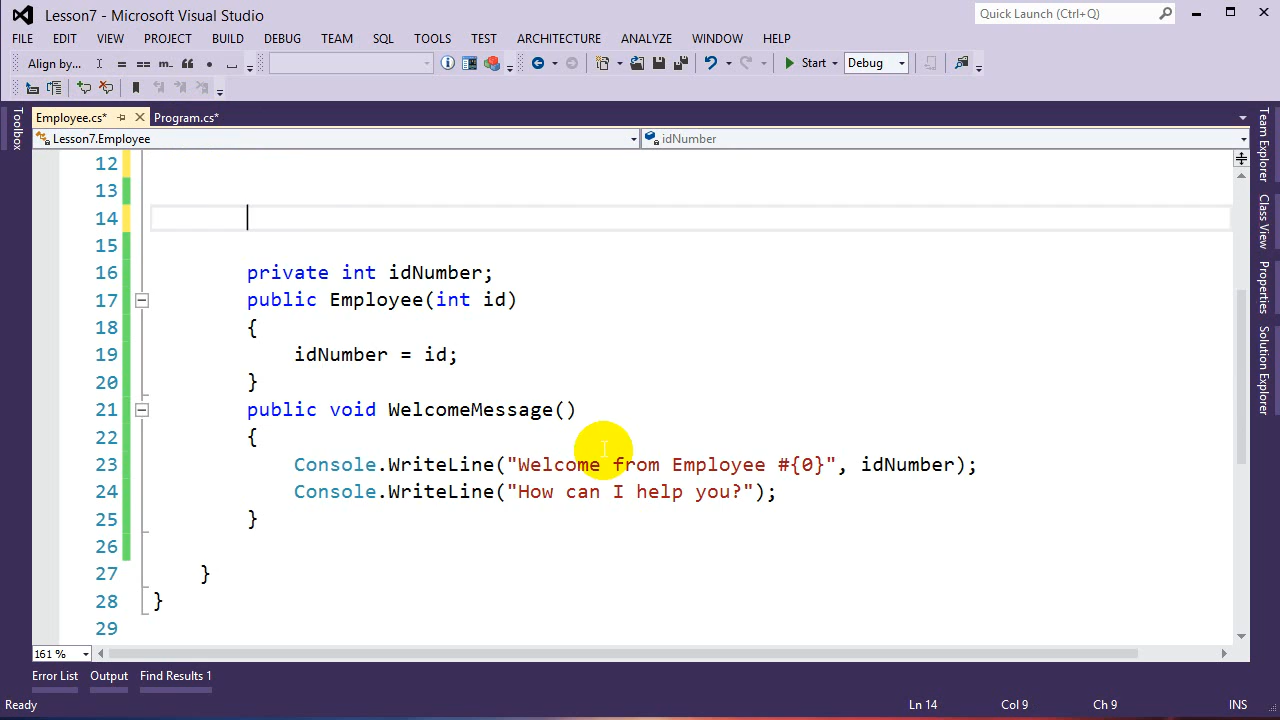 Lesson7 - Microsoft Visual Studio
Quick Launch (Ctrl+Q)
FILE EDIT VIEW PROJECT BUILD DEBUG TEAM SQL TOOLS TEST ARCHITECTURE ANALYZE WINDOW HELP
Align by... Start Debug
Employee.cs* Program.cs*
Lesson7.Employee idNumber
12
13
14
15
16 private int idNumber;
17 public Employee(int id)
18 {
19 idNumber = id;
20 }
21 public void WelcomeMessage()
22 {
23 Console.WriteLine("Welcome from Employee #{0}", idNumber);
24 Console.WriteLine("How can I help you?");
25 }
26
27 }
28 }
29
161 %
Toolbox
Team Explorer
Class View
Properties
Solution Explorer
Error List Output Find Results 1
Ready Ln 14 Col 9 Ch 9 INS